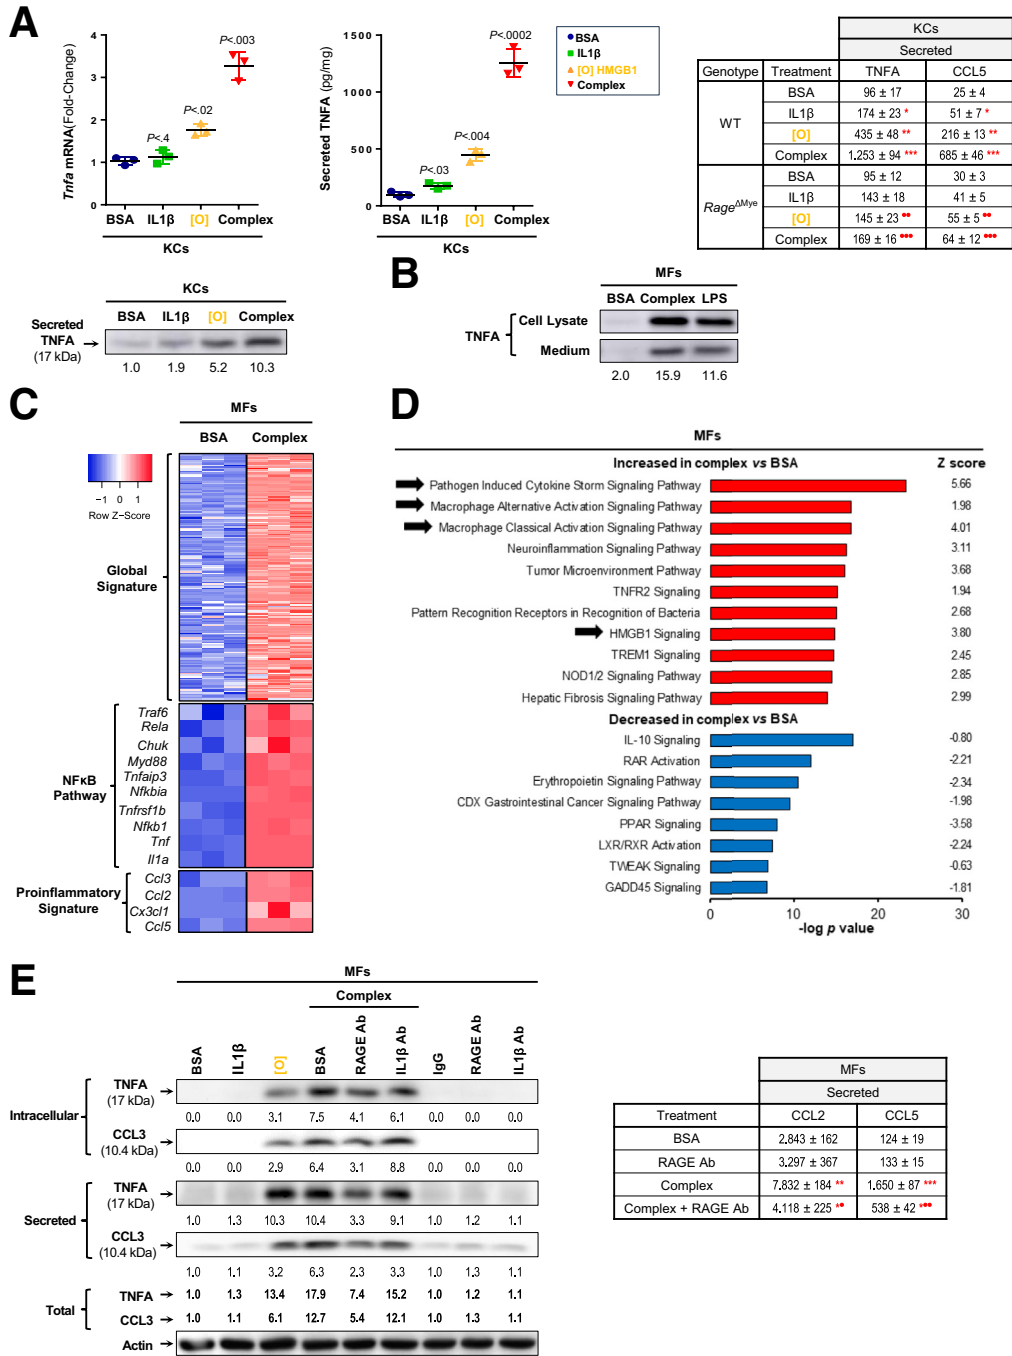 A
Tnfa mRNA(Fold-Change)
4
3
2
1
0
P<.4
P<.02
P<.003
BSA IL1β [O] Complex
KCs
Secreted TNFA (pg/mg)
1500
1000
500
0
P<.03
P<.004
P<.0002
BSA IL1β [O] Complex
KCs
BSA
IL1β
[O] HMGB1
Complex
KCs
Secreted
Genotype Treatment TNFA CCL5
WT
BSA 96 ± 17 25 ± 4
IL1β 174 ± 23 * 51 ± 7 *
[O] 435 ± 48 ** 216 ± 13 **
Complex 1.253 ± 94 *** 685 ± 46 ***
Rage ΔMye
BSA 95 ± 12 30 ± 3
IL1β 143 ± 18 41 ± 5
[O] 145 ± 23 •• 55 ± 5 ••
Complex 169 ± 16 ••• 64 ± 12 •••
KCs
BSA IL1β [O] Complex
Secreted TNFA (17 kDa)
1.0 1.9 5.2 10.3
B
MFs
BSA Complex LPS
TNFA
Cell Lysate
Medium
2.0 15.9 11.6
C
MFs
BSA Complex
−1 0 1
Row Z−Score
Global Signature
NFκB Pathway
Traf6
Rela
Chuk
Myd88
Tnfaip3
Nfkbia
Tnfrsf1b
Nfkb1
Tnf
Il1a
Proinflammatory Signature
Ccl3
Ccl2
Cx3cl1
Ccl5
D
MFs
Increased in complex vs BSA Z score
Pathogen Induced Cytokine Storm Signaling Pathway 5.66
Macrophage Alternative Activation Signaling Pathway 1.98
Macrophage Classical Activation Signaling Pathway 4.01
Neuroinflammation Signaling Pathway 3.11
Tumor Microenvironment Pathway 3.68
TNFR2 Signaling 1.94
Pattern Recognition Receptors in Recognition of Bacteria 2.68
HMGB1 Signaling 3.80
TREM1 Signaling 2.45
NOD1/2 Signaling Pathway 2.85
Hepatic Fibrosis Signaling Pathway 2.99
Decreased in complex vs BSA
IL-10 Signaling -0.80
RAR Activation -2.21
Erythropoietin Signaling Pathway -2.34
CDX Gastrointestinal Cancer Signaling Pathway -1.98
PPAR Signaling -3.58
LXR/RXR Activation -2.24
TWEAK Signaling -0.63
GADD45 Signaling -1.81
0 10 20 30
-log p value
E
MFs
Complex
BSA IL1β [O] BSA RAGE Ab IL1β Ab IgG RAGE Ab IL1β Ab
Intracellular
TNFA (17 kDa)
0.0 0.0 3.1 7.5 4.1 6.1 0.0 0.0 0.0
CCL3 (10.4 kDa)
0.0 0.0 2.9 6.4 3.1 8.8 0.0 0.0 0.0
Secreted
TNFA (17 kDa)
1.0 1.3 10.3 10.4 3.3 9.1 1.0 1.2 1.1
CCL3 (10.4 kDa)
1.0 1.1 3.2 6.3 2.3 3.3 1.0 1.3 1.1
Total
TNFA 1.0 1.3 13.4 17.9 7.4 15.2 1.0 1.2 1.1
CCL3 1.0 1.1 6.1 12.7 5.4 12.1 1.0 1.3 1.1
Actin
MFs
Secreted
Treatment CCL2 CCL5
BSA 2.843 ± 162 124 ± 19
RAGE Ab 3.297 ± 367 133 ± 15
Complex 7.832 ± 184 ** 1.650 ± 87 ***
Complex + RAGE Ab 4.118 ± 225 *• 538 ± 42 *••